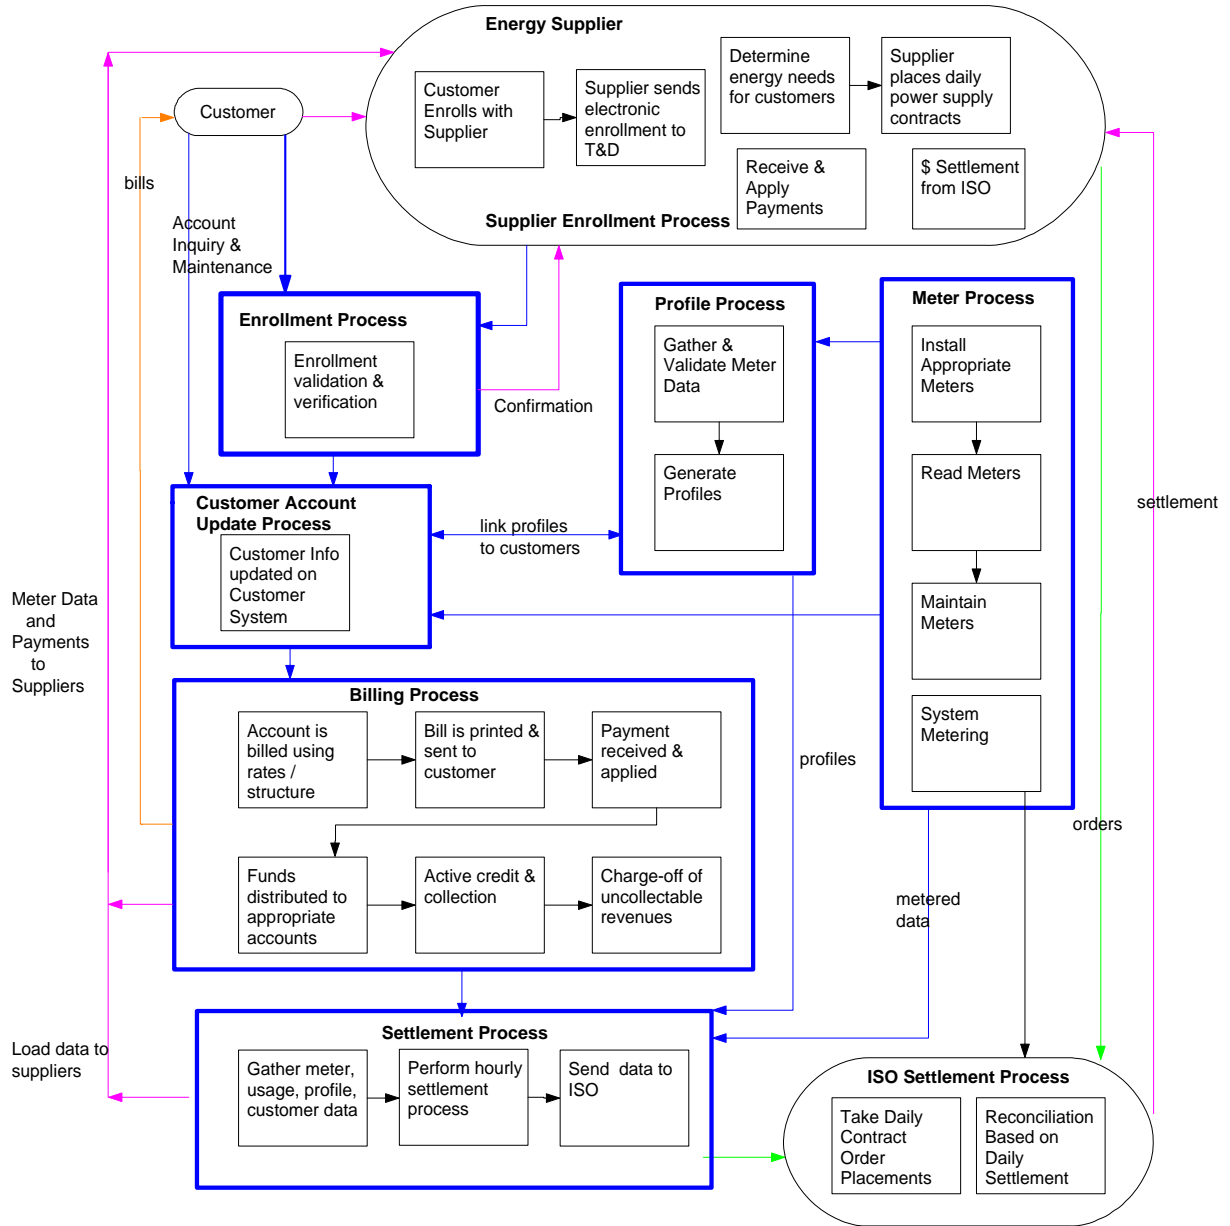 Energy Supplier
Customer
Enrolls with
Supplier
Supplier sends
electronic
enrollment to
T&D
Determine
energy needs
for customers
Supplier
places daily
power supply
contracts
Receive &
Apply
Payments
$ Settlement
from ISO
Supplier Enrollment Process
Customer
bills
Account
Inquiry &
Maintenance
Enrollment Process
Enrollment
validation &
verification
Confirmation
Profile Process
Gather &
Validate Meter
Data
Generate
Profiles
Meter Process
Install
Appropriate
Meters
Read Meters
Maintain
Meters
System
Metering
settlement
Customer Account
Update Process
Customer Info
updated on
Customer
System
link profiles
to customers
Meter Data
and
Payments
to
Suppliers
Billing Process
Account is
billed using
rates /
structure
Bill is printed &
sent to
customer
Payment
received &
applied
Funds
distributed to
appropriate
accounts
Active credit &
collection
Charge-off of
uncollectable
revenues
profiles
orders
metered
data
Load data to
suppliers
Settlement Process
Gather meter,
usage, profile,
customer data
Perform hourly
settlement
process
Send data to
ISO
ISO Settlement Process
Take Daily
Contract
Order
Placements
Reconciliation
Based on
Daily
Settlement